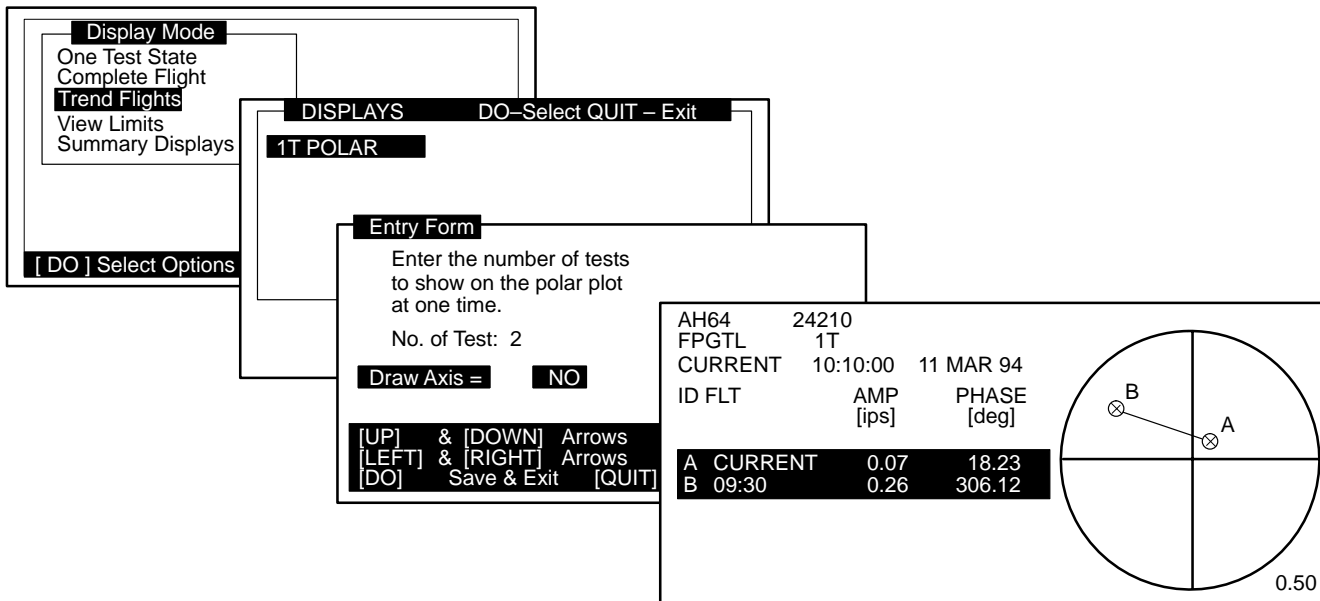 Display Mode
One Test State
Complete Flight
Trend Flights
View Limits
Summary Displays
[ DO ] Select Options
DISPLAYS DO–Select QUIT – Exit
1T POLAR
Entry Form
Enter the number of tests
to show on the polar plot
at one time.
No. of Test: 2
Draw Axis = NO
[UP] & [DOWN] Arrows
[LEFT] & [RIGHT] Arrows
[DO] Save & Exit [QUIT]
AH64 24210
FPGTL 1T
CURRENT 10:10:00 11 MAR 94
ID FLT AMP PHASE
[ips] [deg]
A CURRENT 0.07 18.23
B 09:30 0.26 306.12
B
A
0.50